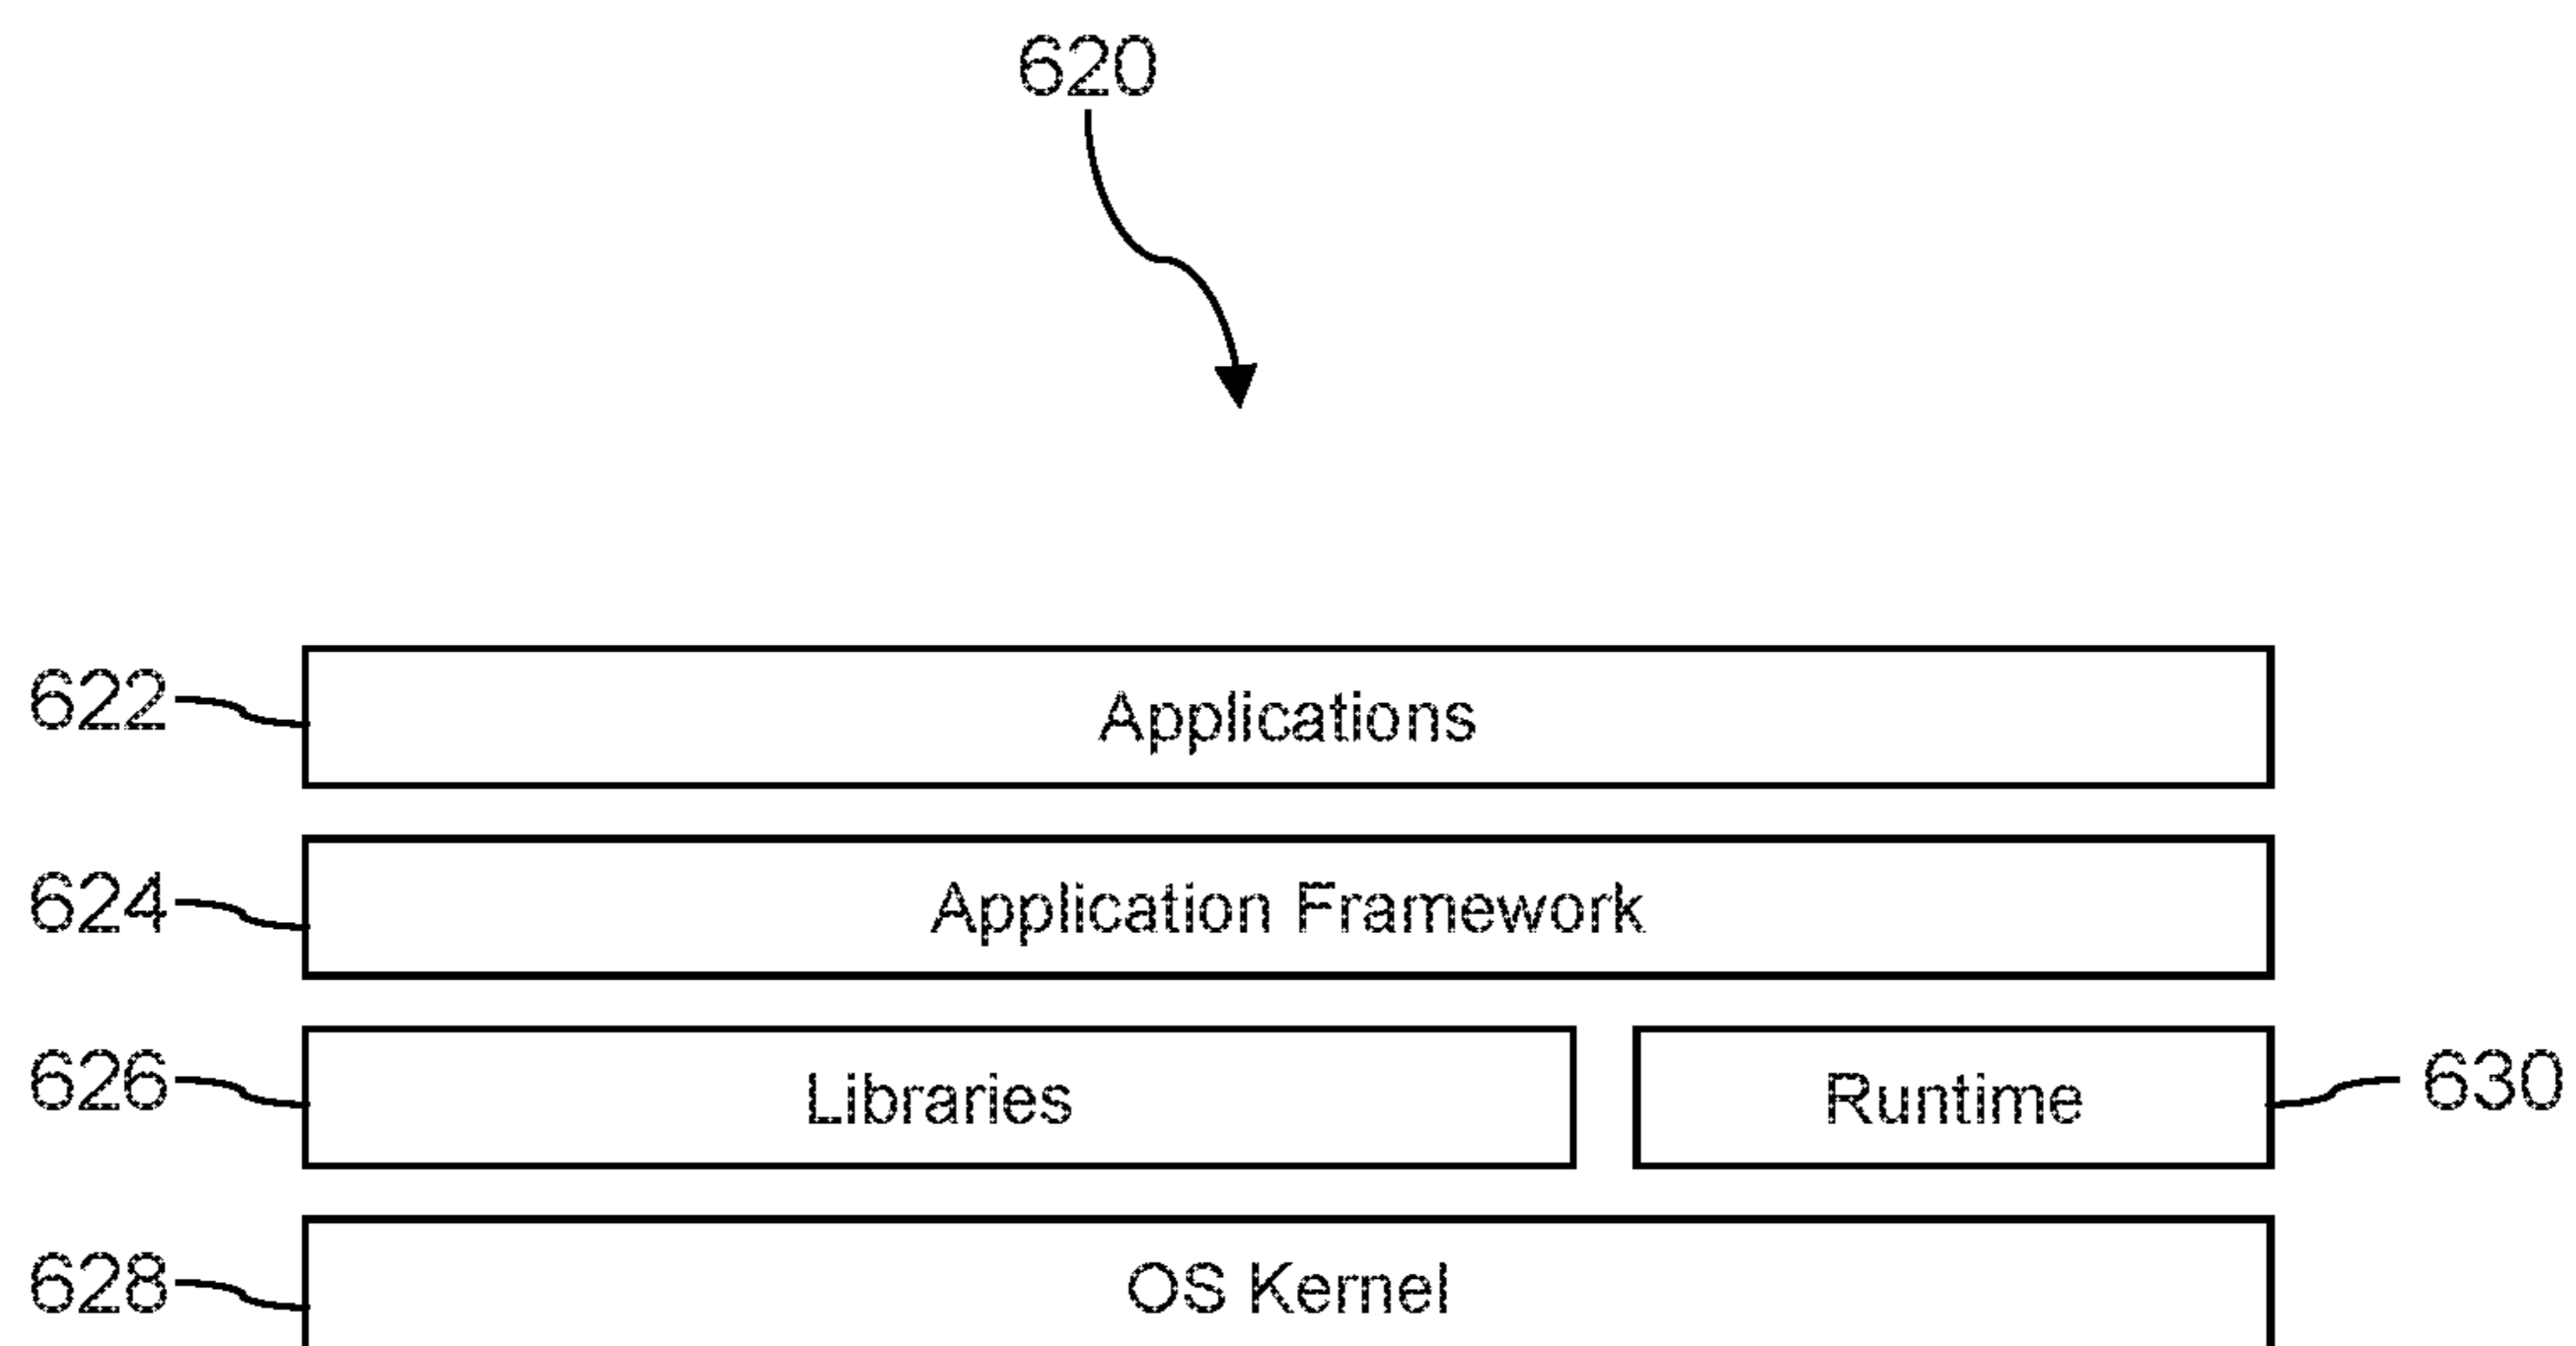 620
622 Applications
624 Application Framework
626 Libraries Runtime 630
628 OS Kernel